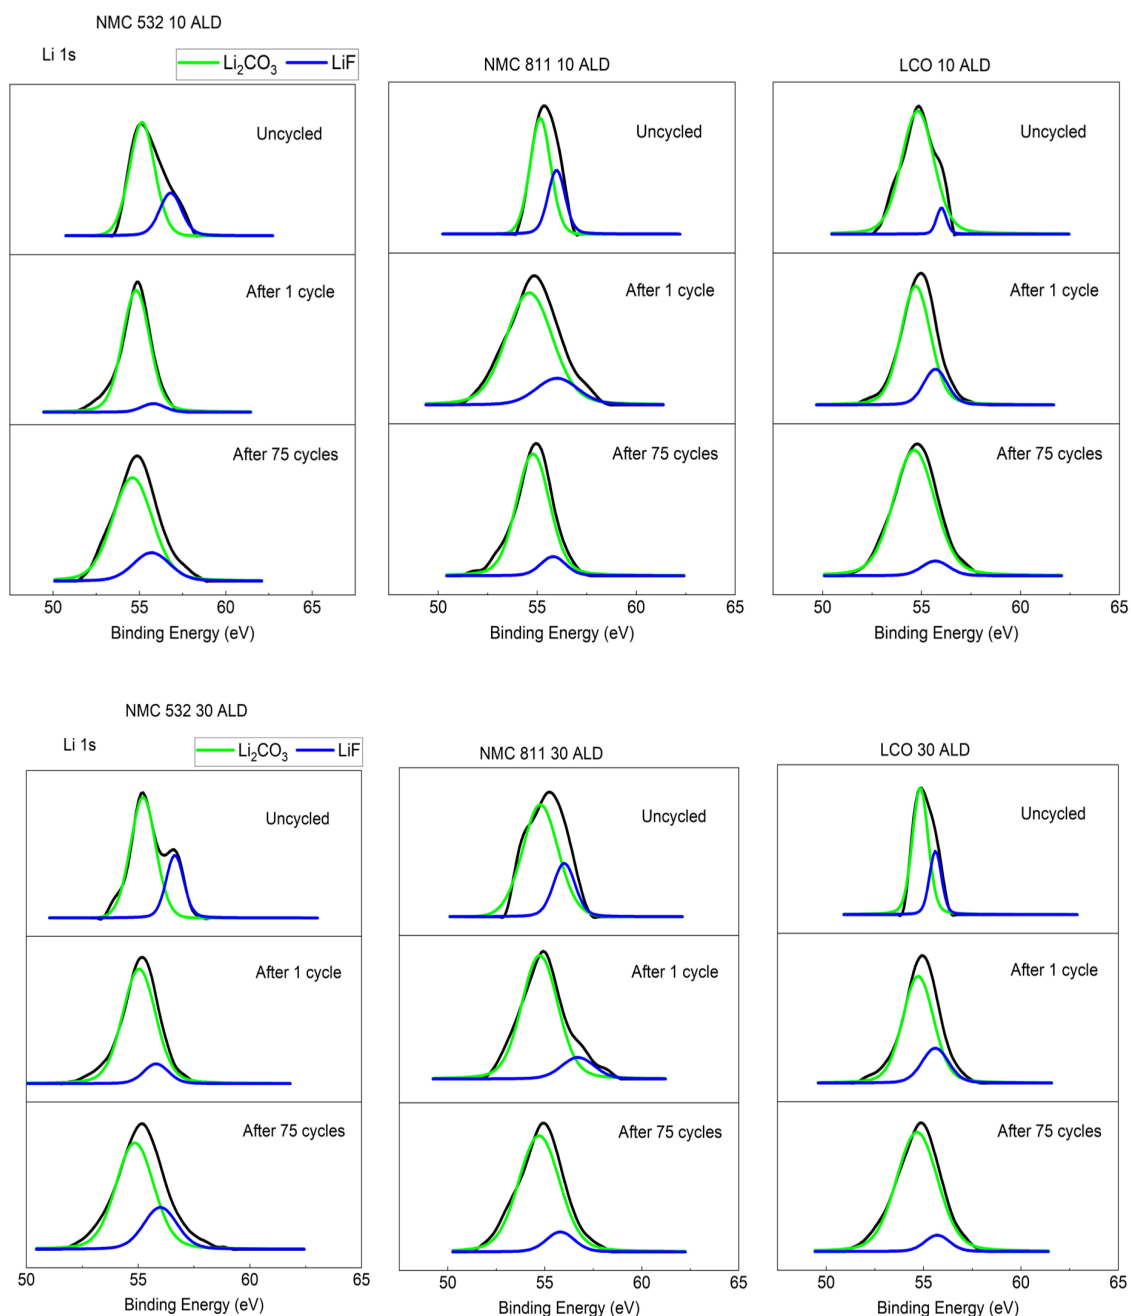 NMC 532 10 ALD
Li 1s
Li₂CO₃ LiF
NMC 811 10 ALD
LCO 10 ALD
Uncycled
Uncycled
Uncycled
After 1 cycle
After 1 cycle
After 1 cycle
After 75 cycles
After 75 cycles
After 75 cycles
50 55 60 65
50 55 60 65
50 55 60 65
Binding Energy (eV)
Binding Energy (eV)
Binding Energy (eV)
NMC 532 30 ALD
Li 1s
Li₂CO₃ LiF
NMC 811 30 ALD
LCO 30 ALD
Uncycled
Uncycled
Uncycled
After 1 cycle
After 1 cycle
After 1 cycle
After 75 cycles
After 75 cycles
After 75 cycles
50 55 60 65
50 55 60 65
50 55 60 65
Binding Energy (eV)
Binding Energy (eV)
Binding Energy (eV)